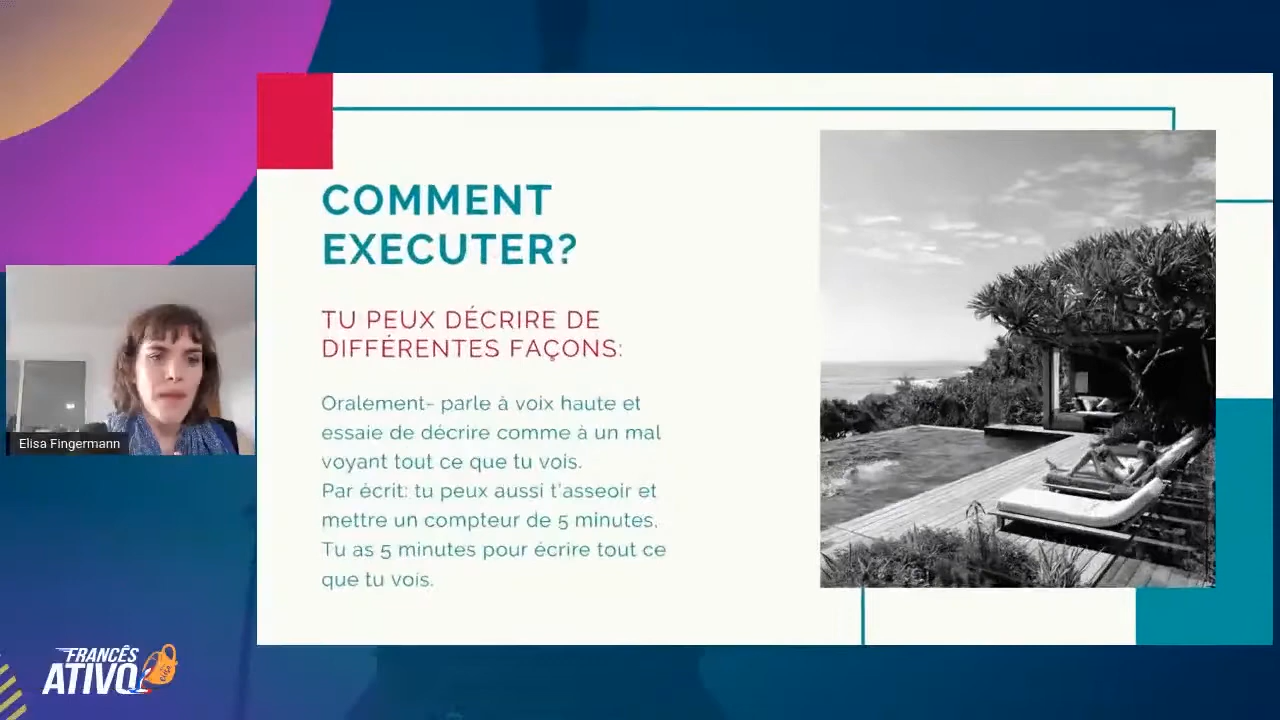 COMMENT
EXECUTER?
TU PEUX DÉCRIRE DE
DIFFÉRENTES FAÇONS:
Oralement- parle à voix haute et
essaie de décrire comme à un mal
voyant tout ce que tu vois.
Par écrit: tu peux aussi t'asseoir et
mettre un compteur de 5 minutes,
Tu as 5 minutes pour écrire tout ce
que tu vois.
Elisa Fingermann
FRANCÊS
ATIVO